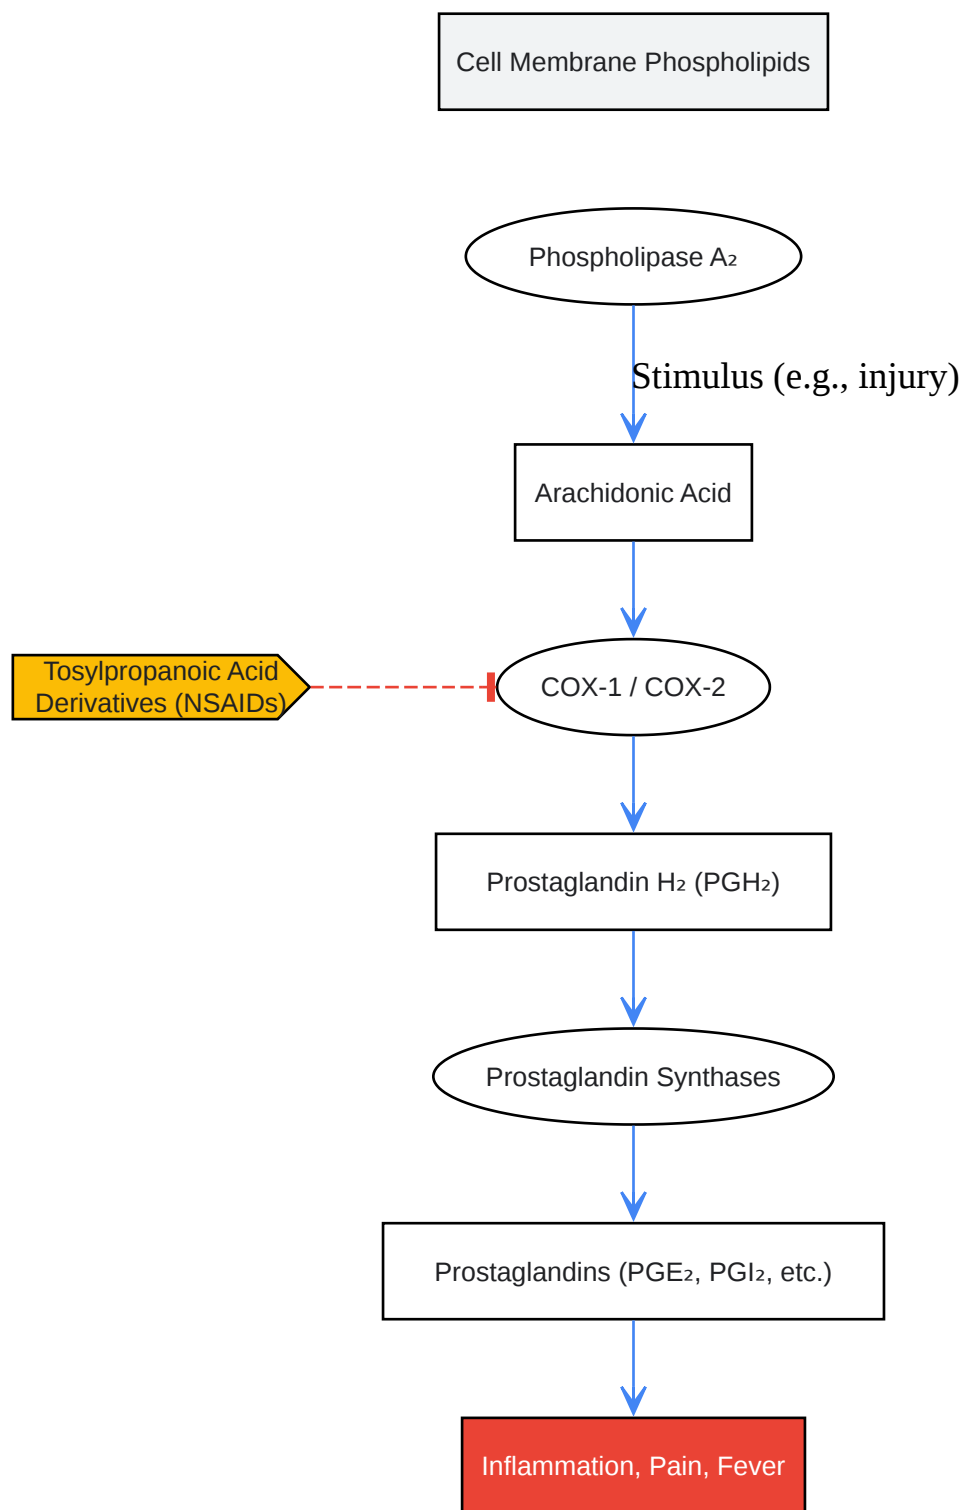 Cell Membrane Phospholipids
Phospholipase A₂
Stimulus (e.g., injury)
Arachidonic Acid
Tosylpropanoic Acid
Derivatives (NSAIDs)
COX-1 / COX-2
Prostaglandin H₂ (PGH₂)
Prostaglandin Synthases
Prostaglandins (PGE₂, PGI₂, etc.)
Inflammation, Pain, Fever